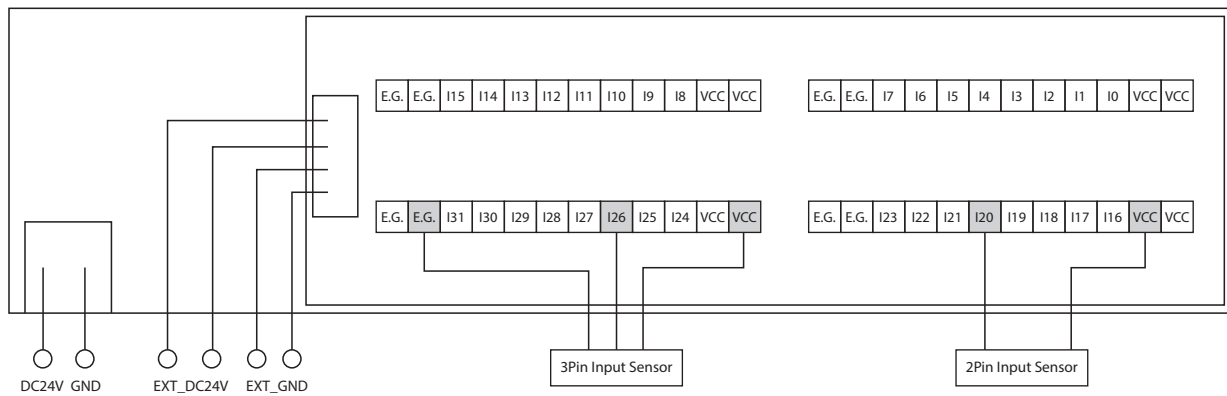 E.G. E.G. I15 I14 I13 I12 I11 I10 I9 I8 VCC VCC
E.G. E.G. I7 I6 I5 I4 I3 I2 I1 I0 VCC VCC
E.G. E.G. I31 I30 I29 I28 I27 I26 I25 I24 VCC VCC
E.G. E.G. I23 I22 I21 I20 I19 I18 I17 I16 VCC VCC
3Pin Input Sensor
2Pin Input Sensor
DC24V GND EXT_DC24V EXT_GND